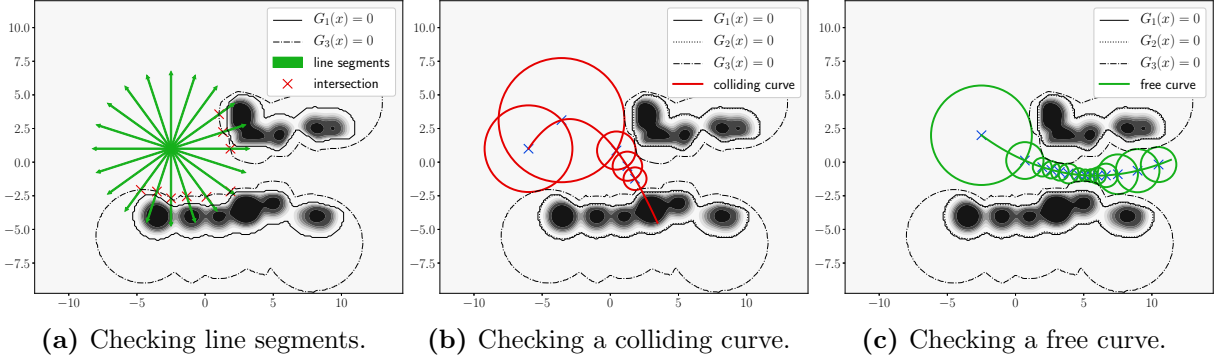 10.0
7.5
5.0
2.5
0.0
−2.5
−5.0
−7.5
−10
−5
0
5
10
G₁(x) = 0
G₃(x) = 0
line segments
intersection
(a) Checking line segments.
10.0
7.5
5.0
2.5
0.0
−2.5
−5.0
−7.5
−10
−5
0
5
10
G₁(x) = 0
G₂(x) = 0
G₃(x) = 0
colliding curve
(b) Checking a colliding curve.
10.0
7.5
5.0
2.5
0.0
−2.5
−5.0
−7.5
−10
−5
0
5
10
G₁(x) = 0
G₂(x) = 0
G₃(x) = 0
free curve
(c) Checking a free curve.